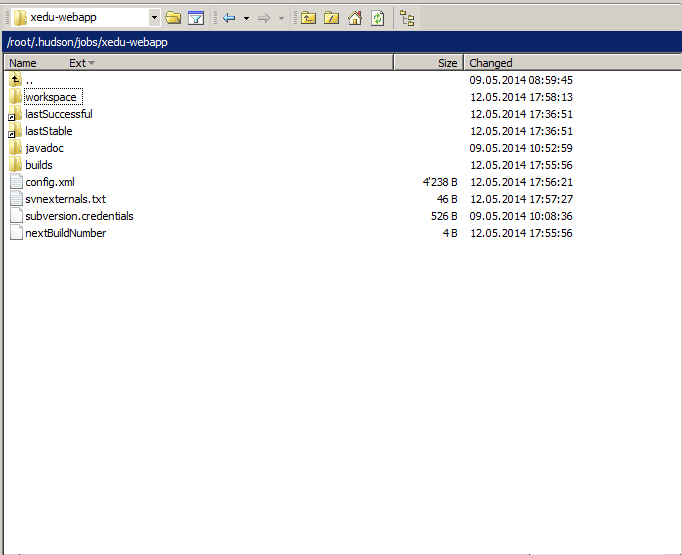 xedu-webapp
/root/.hudson/jobs/xedu-webapp
Name Ext Size Changed
.. 09.05.2014 08:59:45
workspace 12.05.2014 17:58:13
lastSuccessful 12.05.2014 17:36:51
lastStable 12.05.2014 17:36:51
javadoc 09.05.2014 10:52:59
builds 12.05.2014 17:55:56
config.xml 4'238 B 12.05.2014 17:56:21
svnexternals.txt 46 B 12.05.2014 17:57:27
subversion.credentials 526 B 09.05.2014 10:08:36
nextBuildNumber 4 B 12.05.2014 17:55:56